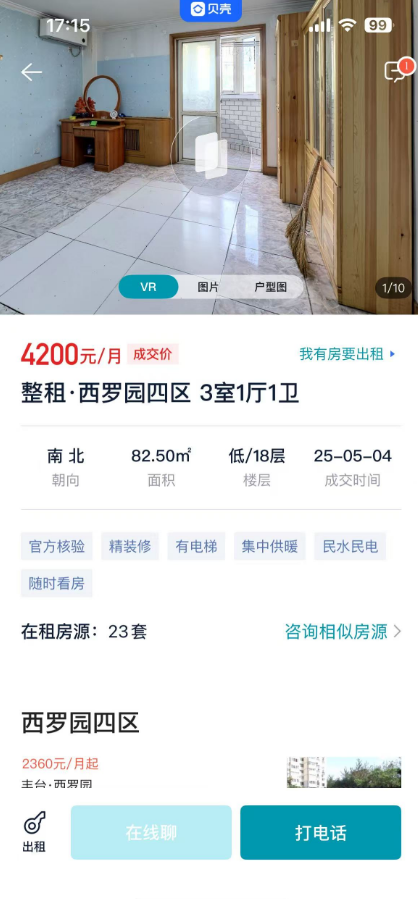 17:15
贝壳
99
1
VR
图片
户型图
1/10
4200元/月 成交价
我有房要出租
整租·西罗园四区 3室1厅1卫
南 北 82.50㎡ 低/18层 25-05-04
朝向 面积 楼层 成交时间
官方核验 精装修 有电梯 集中供暖 民水民电
随时看房
在租房源：23套
咨询相似房源
西罗园四区
2360元/月起
丰台·西罗园
出租
在线聊
打电话